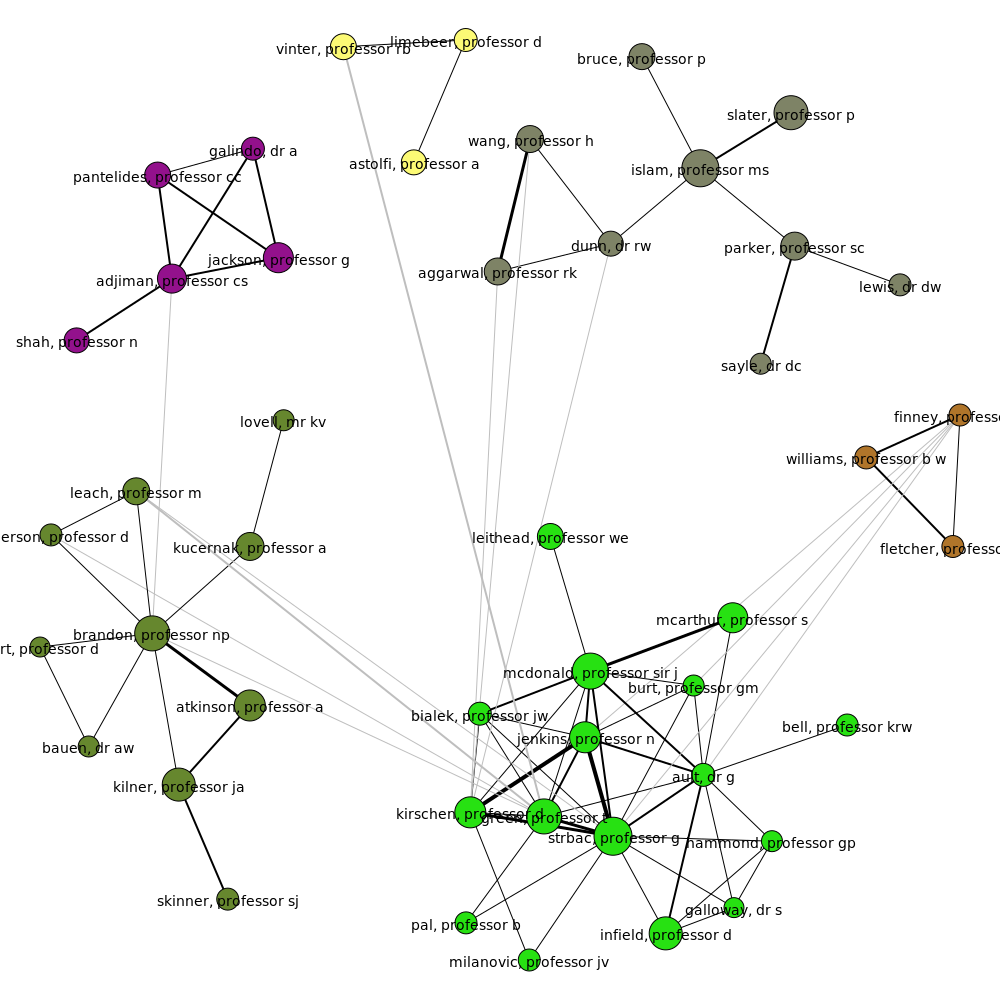 limebeer, professor d
vinter, professor rb
bruce, professor p
slater, professor p
wang, professor h
galindo, dr a
astolfi, professor a
islam, professor ms
pantelides, professor cc
dunn, dr rw
parker, professor sc
jackson, professor g
aggarwal, professor rk
adjiman, professor cs
lewis, dr dw
shah, professor n
sayle, dr dc
finney, profess
lovell, mr kv
williams, professor b w
leach, professor m
erson, professor d
leithead, professor we
kucernak, professor a
fletcher, profess
mcarthur, professor s
brandon, professor np
rt, professor d
mcdonald, professor sir j
burt, professor gm
atkinson, professor a
bialek, professor jw
bell, professor krw
jenkins, professor n
bauen, dr aw
ault, dr g
kilner, professor ja
kirschen, professor d
green, professor t
strbac, professor g
hammond, professor gp
skinner, professor sj
galloway, dr s
pal, professor b
infield, professor d
milanovic, professor jv